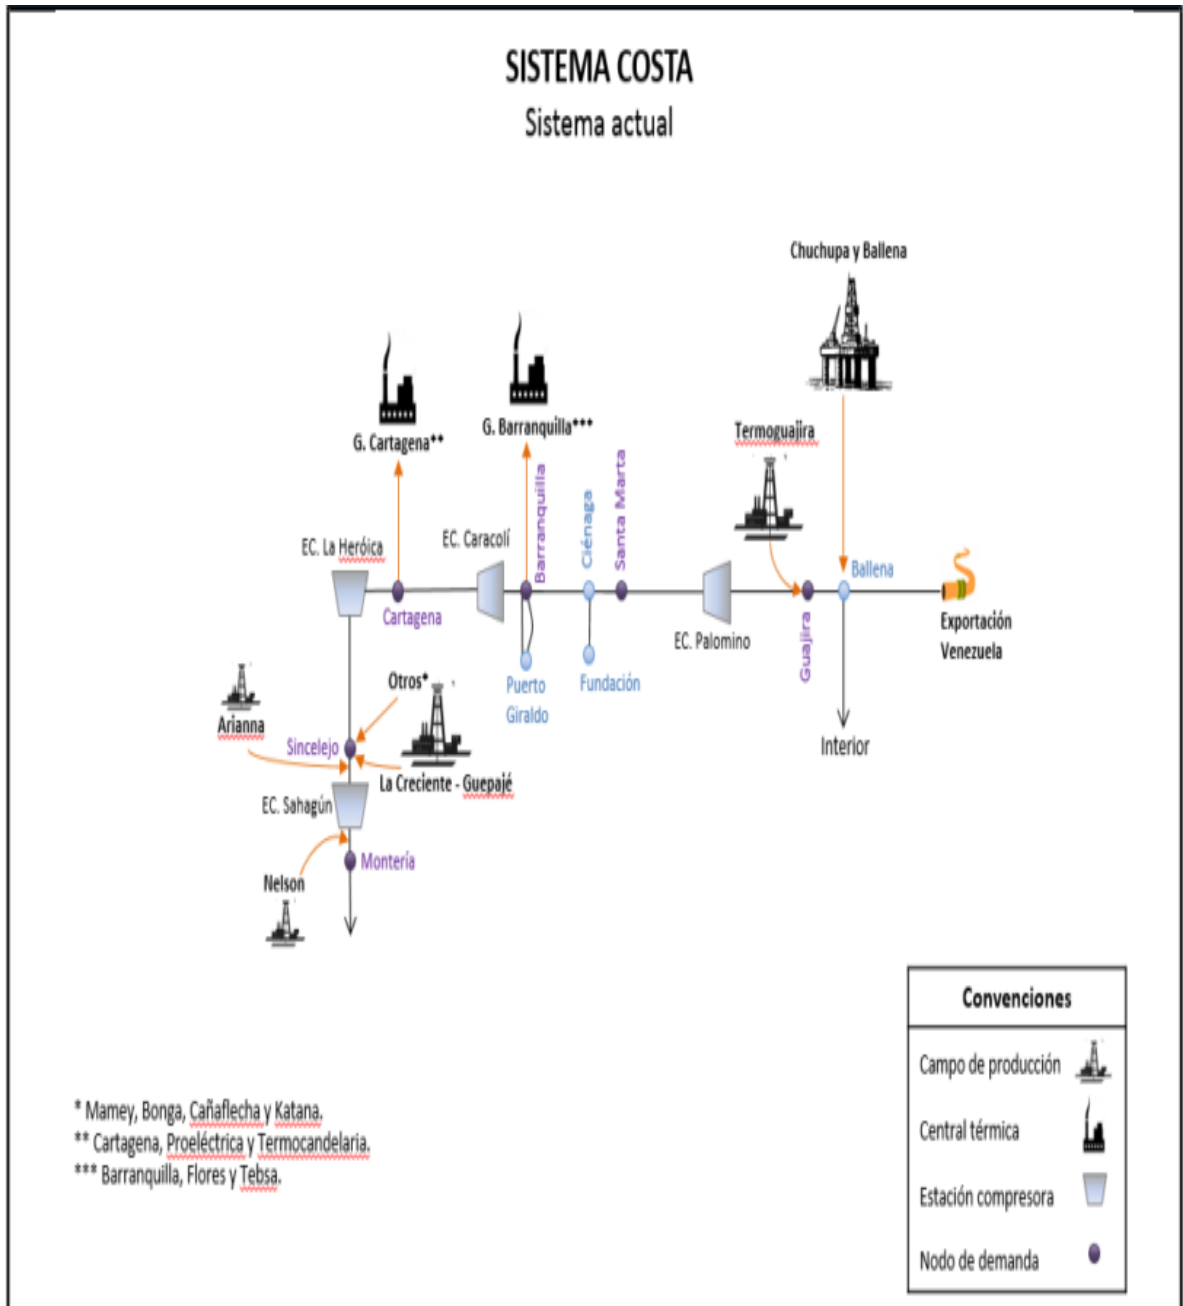 SISTEMA COSTA
Sistema actual
Chuchupa y Ballena
G. Cartagena**
G. Barranquilla***
Termoguajira
EC. La Heróica
EC. Caracolí
Barranquilla
Ciénaga
Santa Marta
Ballena
Cartagena
EC. Palomino
Guajira
Exportación
Venezuela
Puerto
Giraldo
Fundación
Otros*
Arianna
Sincelejo
Interior
La Creciente - Guepajé
EC. Sahagún
Montería
Nelson
Convenciones
Campo de producción
Central térmica
Estación compresora
Nodo de demanda
* Mamey, Bonga, Cañaflecha y Katana.
** Cartagena, Proeléctrica y Termocandelaria.
*** Barranquilla, Flores y Tebsa.